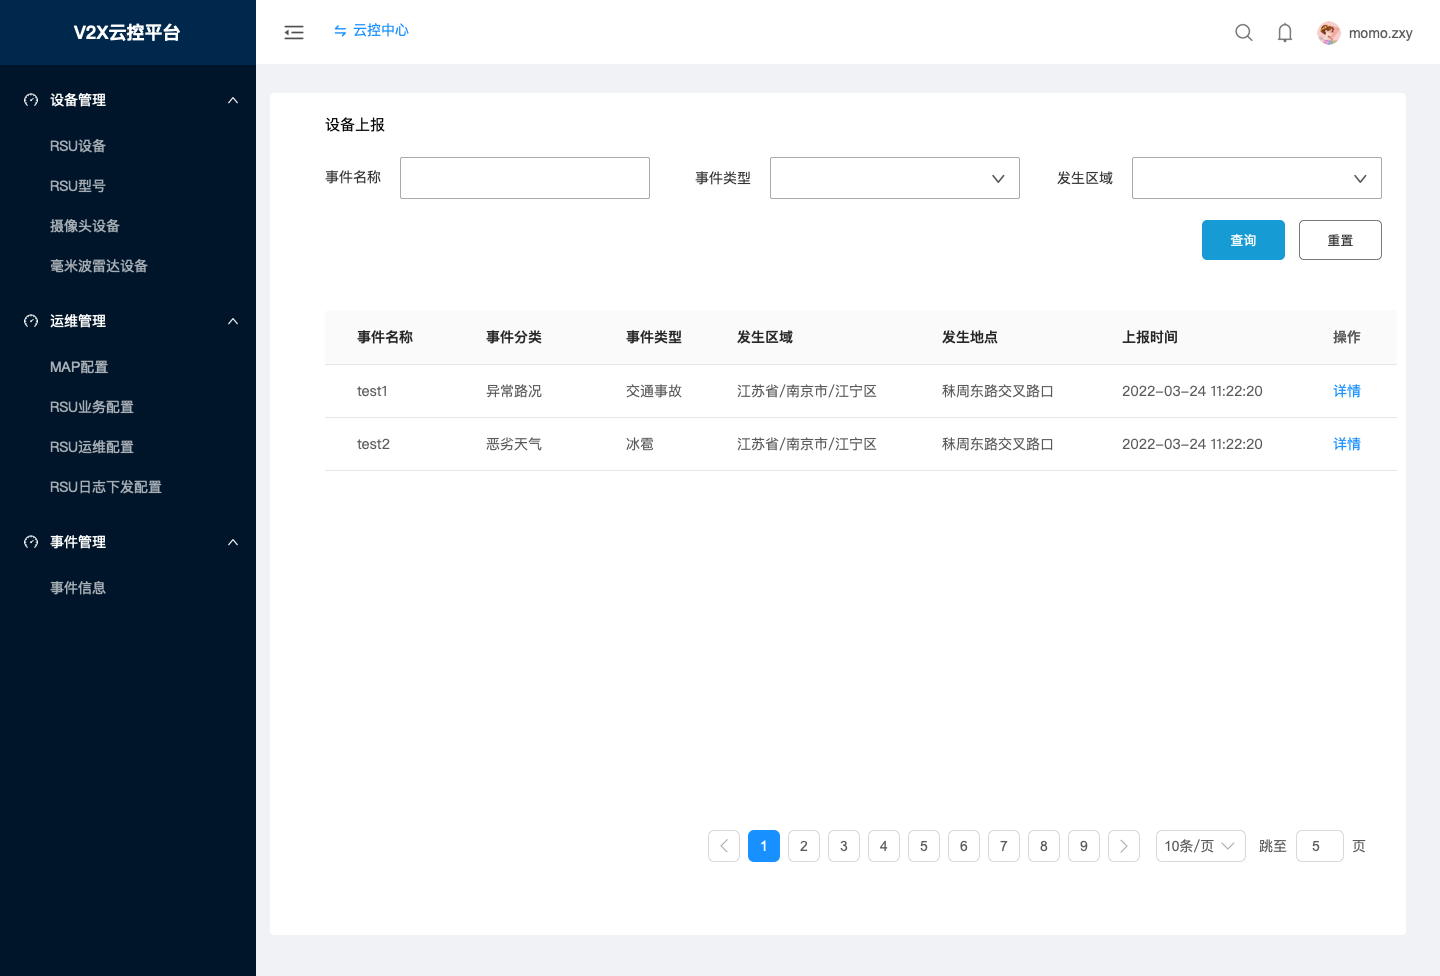 V2X云控平台
云控中心
momo.zxy
设备管理
RSU设备
RSU型号
摄像头设备
毫米波雷达设备
运维管理
MAP配置
RSU业务配置
RSU运维配置
RSU日志下发配置
事件管理
事件信息
设备上报
事件名称 事件类型 发生区域
查询 重置
事件名称 事件分类 事件类型 发生区域 发生地点 上报时间 操作
test1 异常路况 交通事故 江苏省/南京市/江宁区 秣周东路交叉路口 2022-03-24 11:22:20 详情
test2 恶劣天气 冰雹 江苏省/南京市/江宁区 秣周东路交叉路口 2022-03-24 11:22:20 详情
1 2 3 4 5 6 7 8 9 10条/页 跳至 5 页